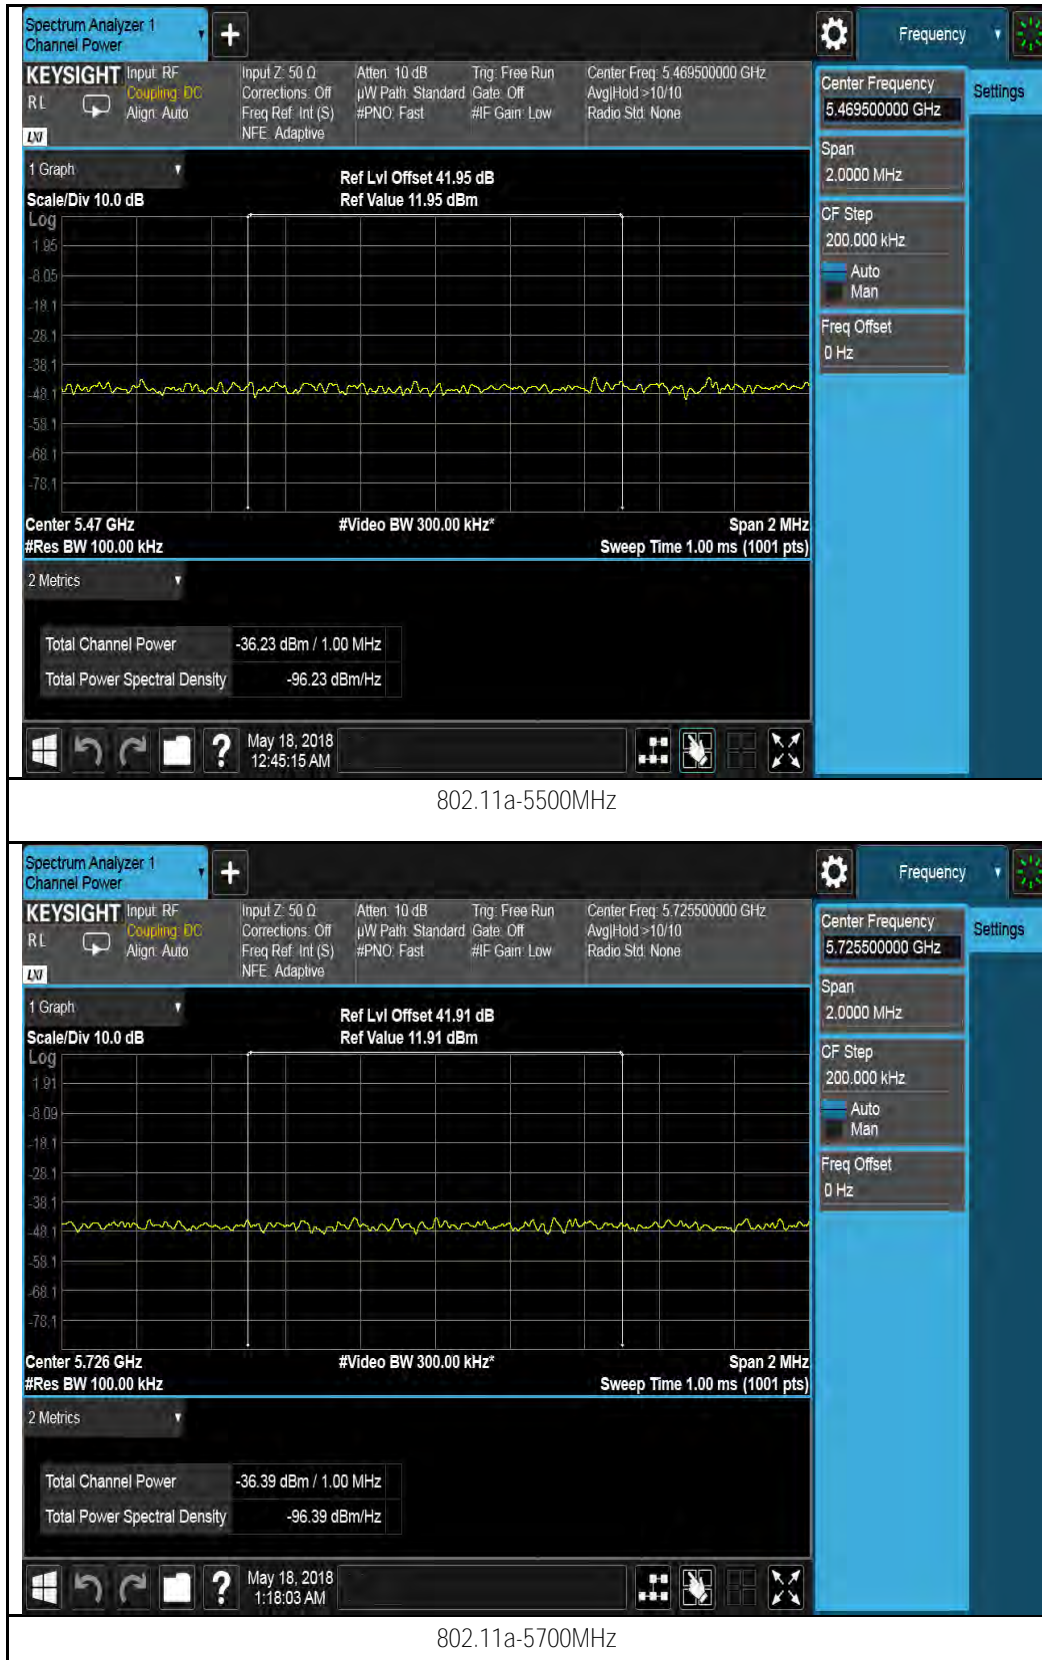 Spectrum Analyzer 1
Channel Power
Frequency
KEYSIGHT
RL
LXI
Input: RF
Coupling: DC
Align: Auto
Input Z: 50 Ω
Corrections: Off
Freq Ref: Int (S)
NFE: Adaptive
Atten: 10 dB
µW Path: Standard
#PNO: Fast
Trig: Free Run
Gate: Off
#IF Gain: Low
Center Freq: 5.469500000 GHz
Avg|Hold:>10/10
Radio Std: None
Center Frequency
5.469500000 GHz
Settings
Span
2.0000 MHz
CF Step
200.000 kHz
Auto
Man
Freq Offset
0 Hz
1 Graph
Scale/Div 10.0 dB
Ref Lvl Offset 41.95 dB
Ref Value 11.95 dBm
Log
1.95
-8.05
-18.1
-28.1
-38.1
-48.1
-58.1
-68.1
-78.1
Center 5.47 GHz
#Video BW 300.00 kHz*
Span 2 MHz
#Res BW 100.00 kHz
Sweep Time 1.00 ms (1001 pts)
2 Metrics
Total Channel Power -36.23 dBm / 1.00 MHz
Total Power Spectral Density -96.23 dBm/Hz
?
May 18, 2018
12:45:15 AM
802.11a-5500MHz
Spectrum Analyzer 1
Channel Power
Frequency
KEYSIGHT
RL
LXI
Input: RF
Coupling: DC
Align: Auto
Input Z: 50 Ω
Corrections: Off
Freq Ref: Int (S)
NFE: Adaptive
Atten: 10 dB
µW Path: Standard
#PNO: Fast
Trig: Free Run
Gate: Off
#IF Gain: Low
Center Freq: 5.725500000 GHz
Avg|Hold:>10/10
Radio Std: None
Center Frequency
5.725500000 GHz
Settings
Span
2.0000 MHz
CF Step
200.000 kHz
Auto
Man
Freq Offset
0 Hz
1 Graph
Scale/Div 10.0 dB
Ref Lvl Offset 41.91 dB
Ref Value 11.91 dBm
Log
1.91
-8.09
-18.1
-28.1
-38.1
-48.1
-58.1
-68.1
-78.1
Center 5.726 GHz
#Video BW 300.00 kHz*
Span 2 MHz
#Res BW 100.00 kHz
Sweep Time 1.00 ms (1001 pts)
2 Metrics
Total Channel Power -36.39 dBm / 1.00 MHz
Total Power Spectral Density -96.39 dBm/Hz
?
May 18, 2018
1:18:03 AM
802.11a-5700MHz